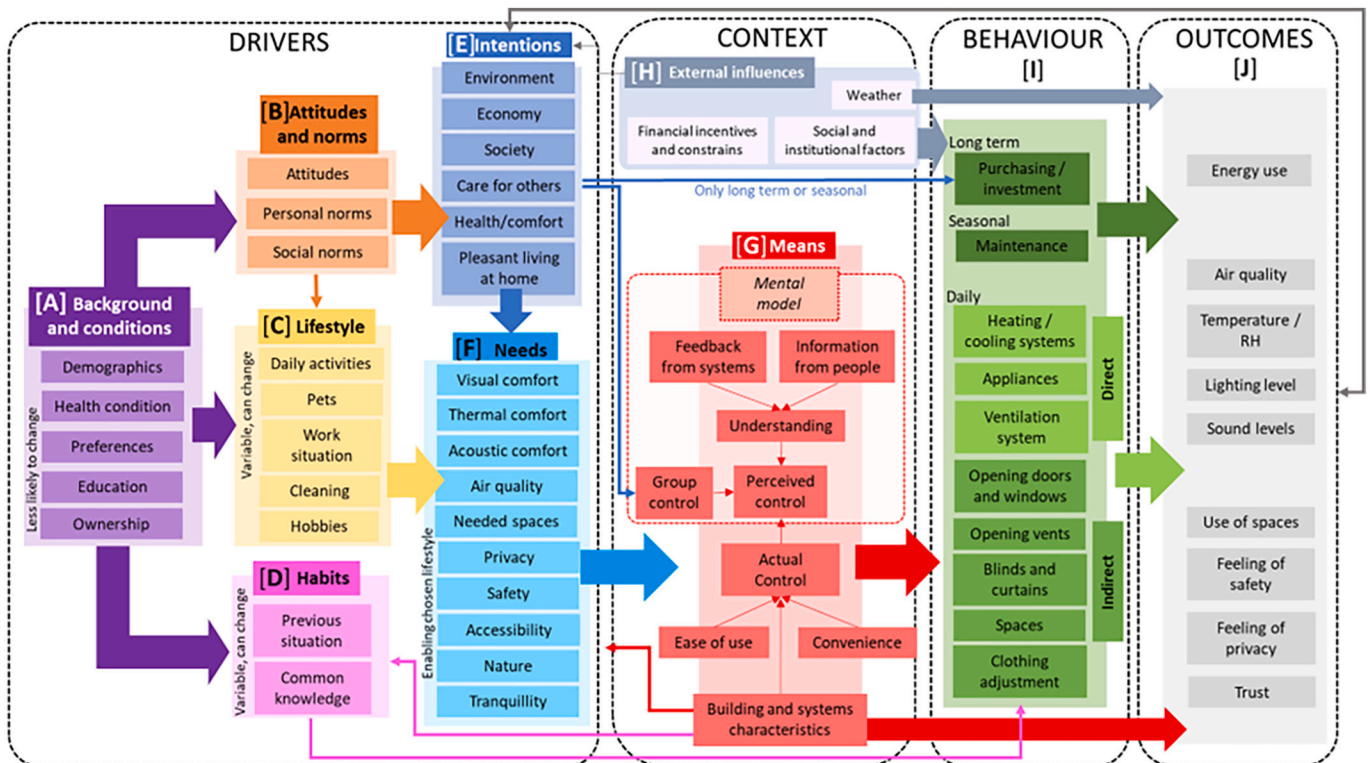 DRIVERS
CONTEXT
BEHAVIOUR
[I]
OUTCOMES
[J]
[A] Background
and conditions
Less likely to change
Demographics
Health condition
Preferences
Education
Ownership
[B] Attitudes
and norms
Attitudes
Personal norms
Social norms
[C] Lifestyle
Variable, can change
Daily activities
Pets
Work
situation
Cleaning
Hobbies
[D] Habits
Variable, can change
Previous
situation
Common
knowledge
[E] Intentions
Environment
Economy
Society
Care for others
Health/comfort
Pleasant living
at home
[F] Needs
Enabling chosen lifestyle
Visual comfort
Thermal comfort
Acoustic comfort
Air quality
Needed spaces
Privacy
Safety
Accessibility
Nature
Tranquillity
[H] External influences
Weather
Financial incentives
and constrains
Social and
institutional factors
Only long term or seasonal
[G] Means
Mental
model
Feedback
from systems
Information
from people
Understanding
Group
control
Perceived
control
Actual
Control
Ease of use
Convenience
Building and systems
characteristics
Long term
Purchasing /
investment
Seasonal
Maintenance
Daily
Heating /
cooling systems
Appliances
Ventilation
system
Direct
Opening doors
and windows
Opening vents
Blinds and
curtains
Spaces
Clothing
adjustment
Indirect
Energy use
Air quality
Temperature /
RH
Lighting level
Sound levels
Use of spaces
Feeling of
safety
Feeling of
privacy
Trust